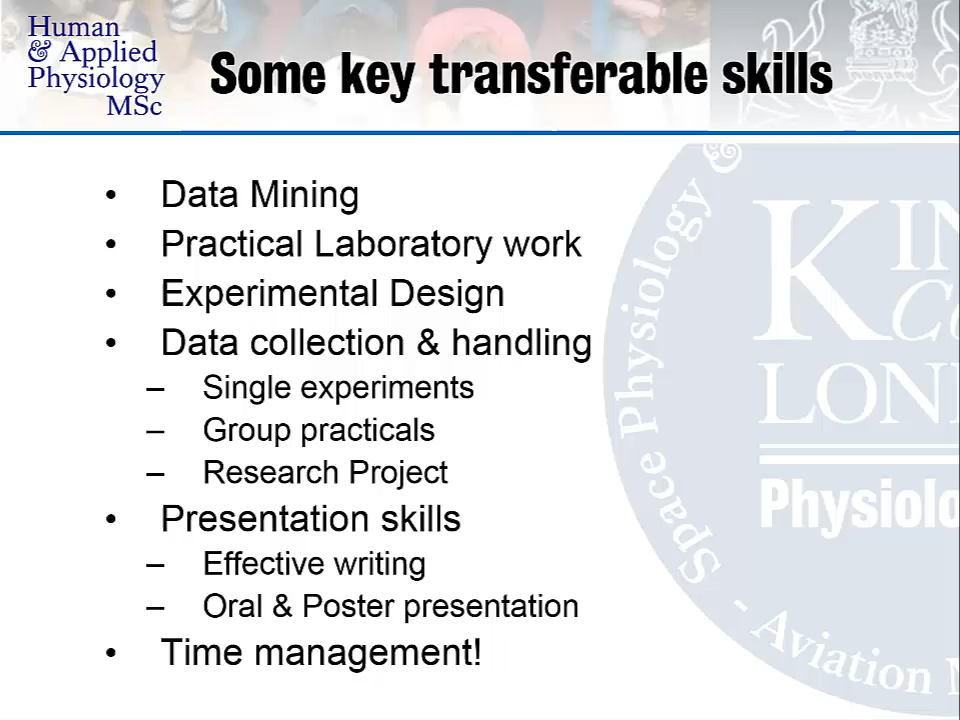 Human
& Applied
Physiology
MSc
Some key transferable skills
• Data Mining
• Practical Laboratory work
• Experimental Design
• Data collection & handling
– Single experiments
– Group practicals
– Research Project
• Presentation skills
– Effective writing
– Oral & Poster presentation
• Time management!
Space Physiology &
- Aviation
LON
Physiolo